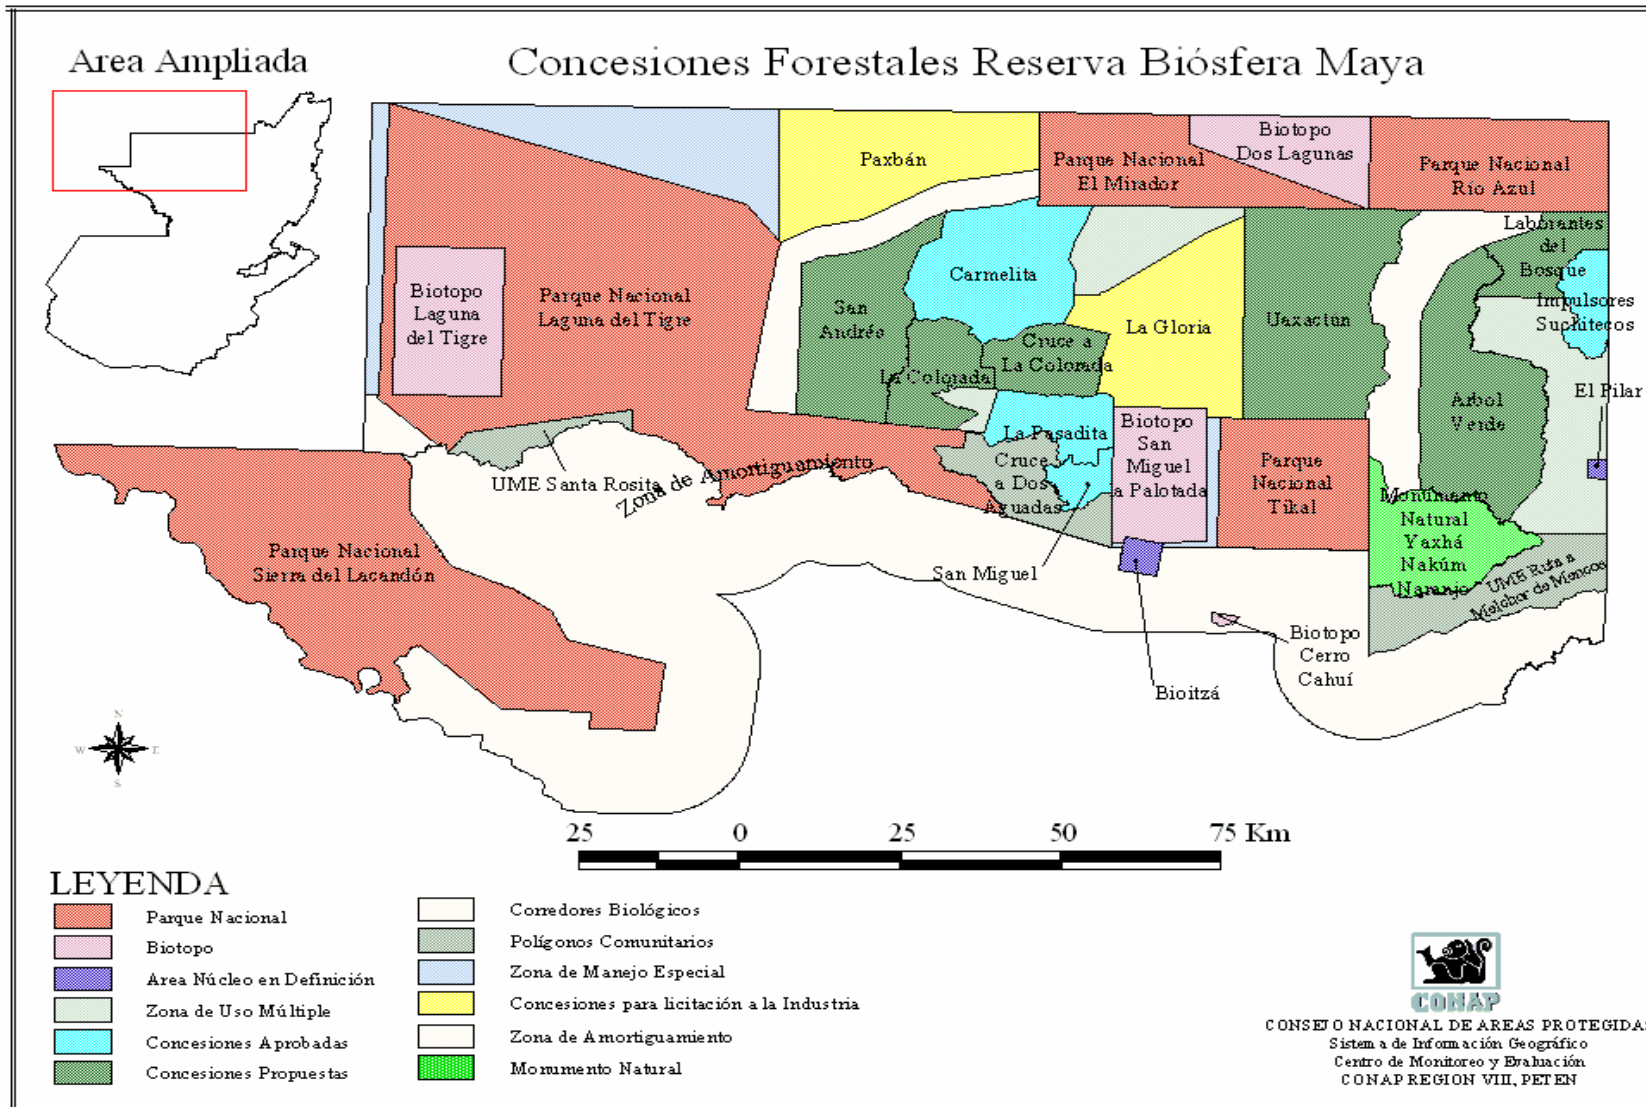 Area Ampliada
Concesiones Forestales Reserva Biósfera Maya
Paxbán
Parque Nacional
El Mirador
Biotopo
Dos Lagunas
Parque Nacional
Río Azul
Biotopo
Laguna
del Tigre
Parque Nacional
Laguna del Tigre
San
Andrés
Carmelita
La Gloria
Uaxactun
Laborantes
del
Bosque
Impulsores
Suchitecos
La Colorada
Cruce a
La Colorada
El Pilar
Arbol
Verde
La Pasadita
Biotopo
San
Miguel
a Palotada
Cruce
a Dos
Aguadas
Parque
Nacional
Tikal
UME Santa Rosita
Zona de Amortiguamiento
Monumento
Natural
Yaxhá
Nakúm
Naranjo
Parque Nacional
Sierra del Lacandón
San Miguel
UME Ruta a
Melchor de Mencos
Biotopo
Cerro
Cahuí
Bioitzá
N
W E
S
25 0 25 50 75 Km
LEYENDA
Parque Nacional
Biotopo
Area Núcleo en Definición
Zona de Uso Múltiple
Concesiones Aprobadas
Concesiones Propuestas
Corredores Biológicos
Polígonos Comunitarios
Zona de Manejo Especial
Concesiones para licitación a la Industria
Zona de Amortiguamiento
Monumento Natural
CONAP
CONSEJO NACIONAL DE AREAS PROTEGIDAS
Sistema de Información Geográfico
Centro de Monitoreo y Evaluación
CONAP REGION VIII, PETEN